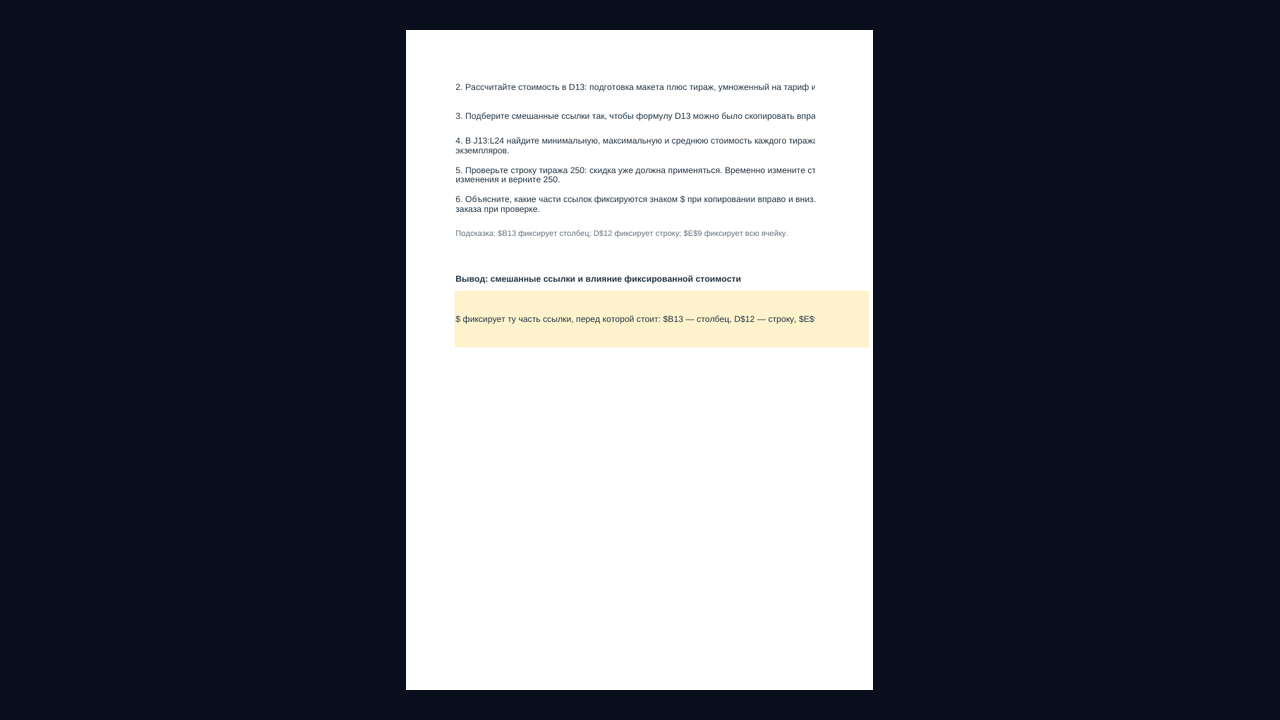 2. Рассчитайте стоимость в D13: подготовка макета плюс тираж, умноженный на тариф и
3. Подберите смешанные ссылки так, чтобы формулу D13 можно было скопировать впра
4. В J13:L24 найдите минимальную, максимальную и среднюю стоимость каждого тиража
экземпляров.
5. Проверьте строку тиража 250: скидка уже должна применяться. Временно измените ст
изменения и верните 250.
6. Объясните, какие части ссылок фиксируются знаком $ при копировании вправо и вниз.
заказа при проверке.
Подсказка: $B13 фиксирует столбец; D$12 фиксирует строку; $E$9 фиксирует всю ячейку.
Вывод: смешанные ссылки и влияние фиксированной стоимости
$ фиксирует ту часть ссылки, перед которой стоит: $B13 — столбец, D$12 — строку, $E$